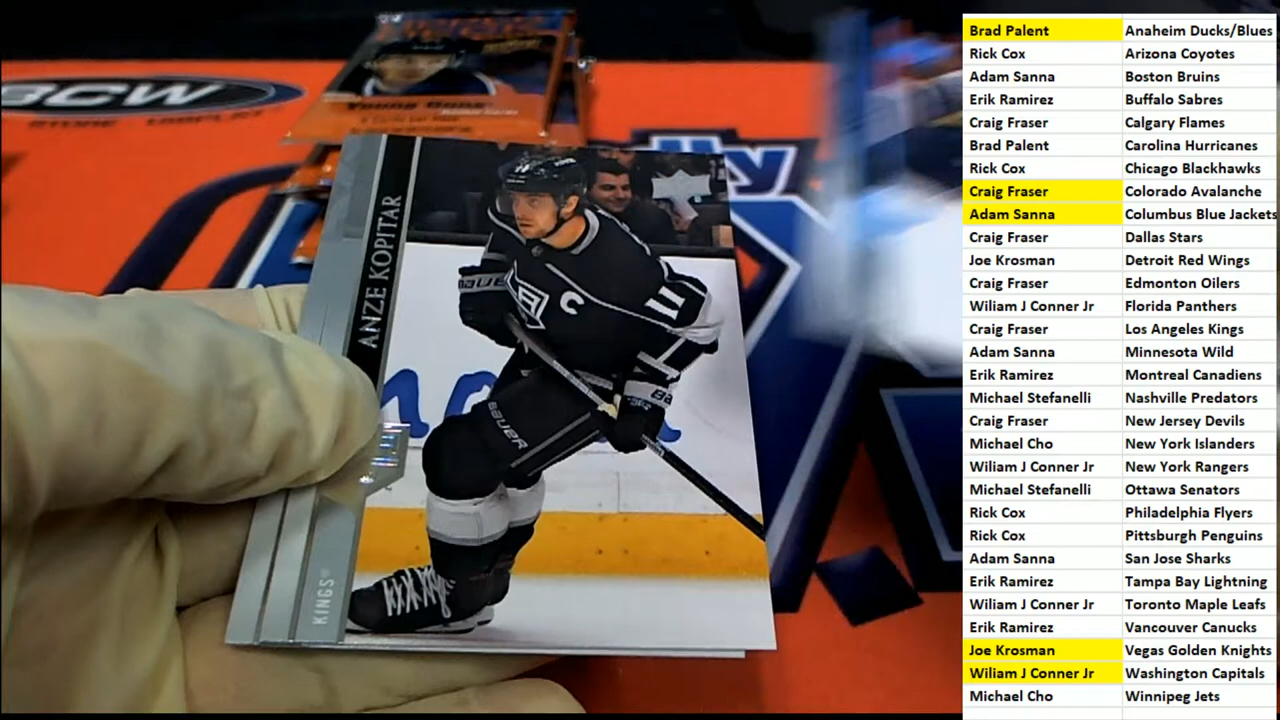 BCW
Young Guns
lly
ANZE KOPITAR
KINGS
C
11
11
BAUER
BAUER
Brad Palent Anaheim Ducks/Blues
Rick Cox Arizona Coyotes
Adam Sanna Boston Bruins
Erik Ramirez Buffalo Sabres
Craig Fraser Calgary Flames
Brad Palent Carolina Hurricanes
Rick Cox Chicago Blackhawks
Craig Fraser Colorado Avalanche
Adam Sanna Columbus Blue Jackets
Craig Fraser Dallas Stars
Joe Krosman Detroit Red Wings
Craig Fraser Edmonton Oilers
Wiliam J Conner Jr Florida Panthers
Craig Fraser Los Angeles Kings
Adam Sanna Minnesota Wild
Erik Ramirez Montreal Canadiens
Michael Stefanelli Nashville Predators
Craig Fraser New Jersey Devils
Michael Cho New York Islanders
Wiliam J Conner Jr New York Rangers
Michael Stefanelli Ottawa Senators
Rick Cox Philadelphia Flyers
Rick Cox Pittsburgh Penguins
Adam Sanna San Jose Sharks
Erik Ramirez Tampa Bay Lightning
Wiliam J Conner Jr Toronto Maple Leafs
Erik Ramirez Vancouver Canucks
Joe Krosman Vegas Golden Knights
Wiliam J Conner Jr Washington Capitals
Michael Cho Winnipeg Jets